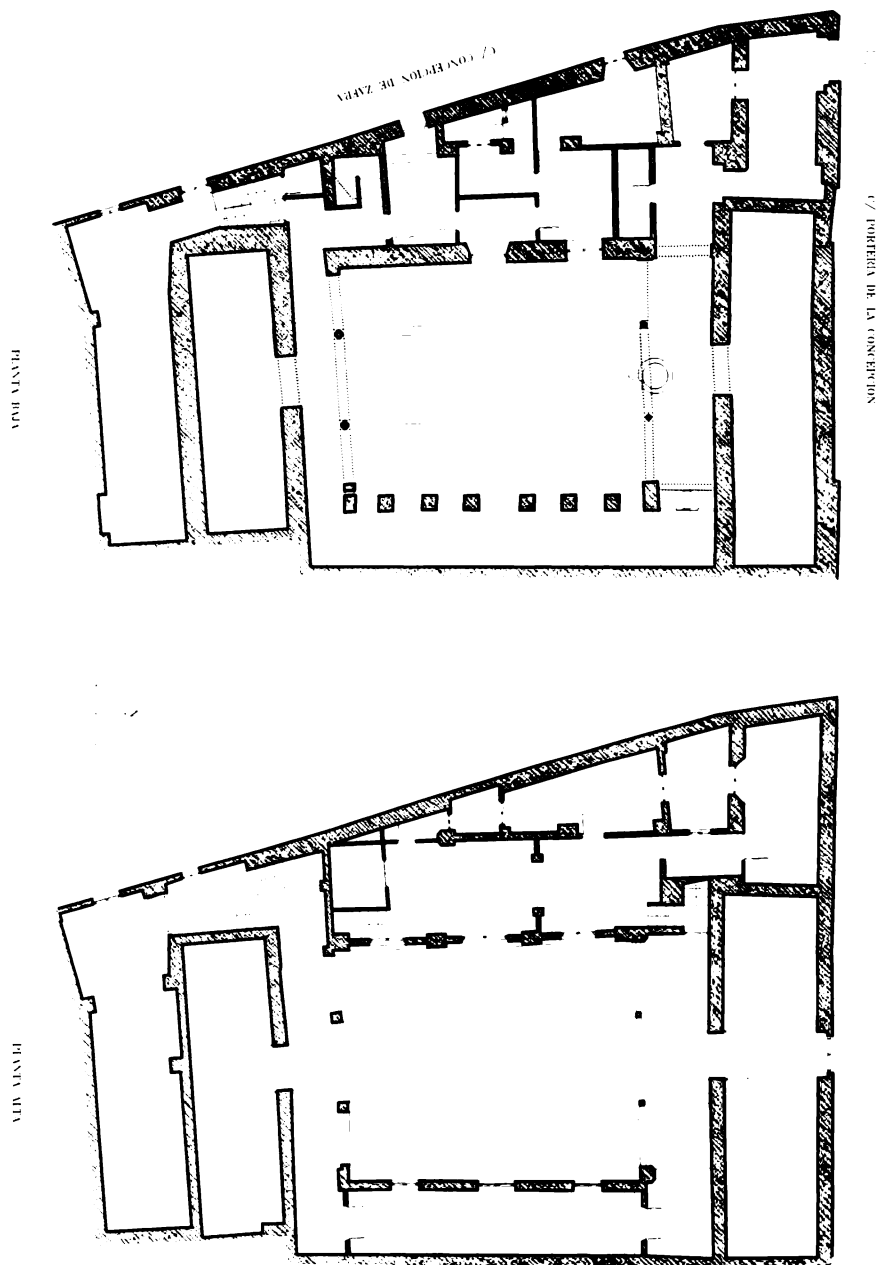 C/ CONCEPCION DE ZAFRA
C/ PORTERIA DE LA CONCEPCION
PLANTA BAJA
PLANTA ALTA